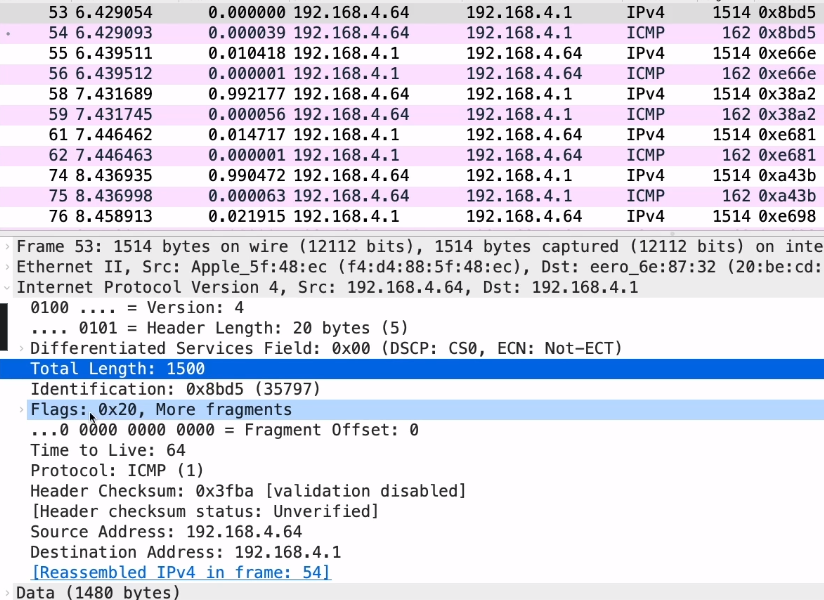 53 6.429054 0.000000 192.168.4.64 192.168.4.1 IPv4 1514 0x8bd5
54 6.429093 0.000039 192.168.4.64 192.168.4.1 ICMP 162 0x8bd5
55 6.439511 0.010418 192.168.4.1 192.168.4.64 IPv4 1514 0xe66e
56 6.439512 0.000001 192.168.4.1 192.168.4.64 ICMP 162 0xe66e
58 7.431689 0.992177 192.168.4.64 192.168.4.1 IPv4 1514 0x38a2
59 7.431745 0.000056 192.168.4.64 192.168.4.1 ICMP 162 0x38a2
61 7.446462 0.014717 192.168.4.1 192.168.4.64 IPv4 1514 0xe681
62 7.446463 0.000001 192.168.4.1 192.168.4.64 ICMP 162 0xe681
74 8.436935 0.990472 192.168.4.64 192.168.4.1 IPv4 1514 0xa43b
75 8.436998 0.000063 192.168.4.64 192.168.4.1 ICMP 162 0xa43b
76 8.458913 0.021915 192.168.4.1 192.168.4.64 IPv4 1514 0xe698
Frame 53: 1514 bytes on wire (12112 bits), 1514 bytes captured (12112 bits) on inte
Ethernet II, Src: Apple_5f:48:ec (f4:d4:88:5f:48:ec), Dst: eero_6e:87:32 (20:be:cd:
Internet Protocol Version 4, Src: 192.168.4.64, Dst: 192.168.4.1
0100 .... = Version: 4
.... 0101 = Header Length: 20 bytes (5)
Differentiated Services Field: 0x00 (DSCP: CS0, ECN: Not-ECT)
Total Length: 1500
Identification: 0x8bd5 (35797)
Flags: 0x20, More fragments
...0 0000 0000 0000 = Fragment Offset: 0
Time to Live: 64
Protocol: ICMP (1)
Header Checksum: 0x3fba [validation disabled]
[Header checksum status: Unverified]
Source Address: 192.168.4.64
Destination Address: 192.168.4.1
[Reassembled IPv4 in frame: 54]
Data (1480 bytes)